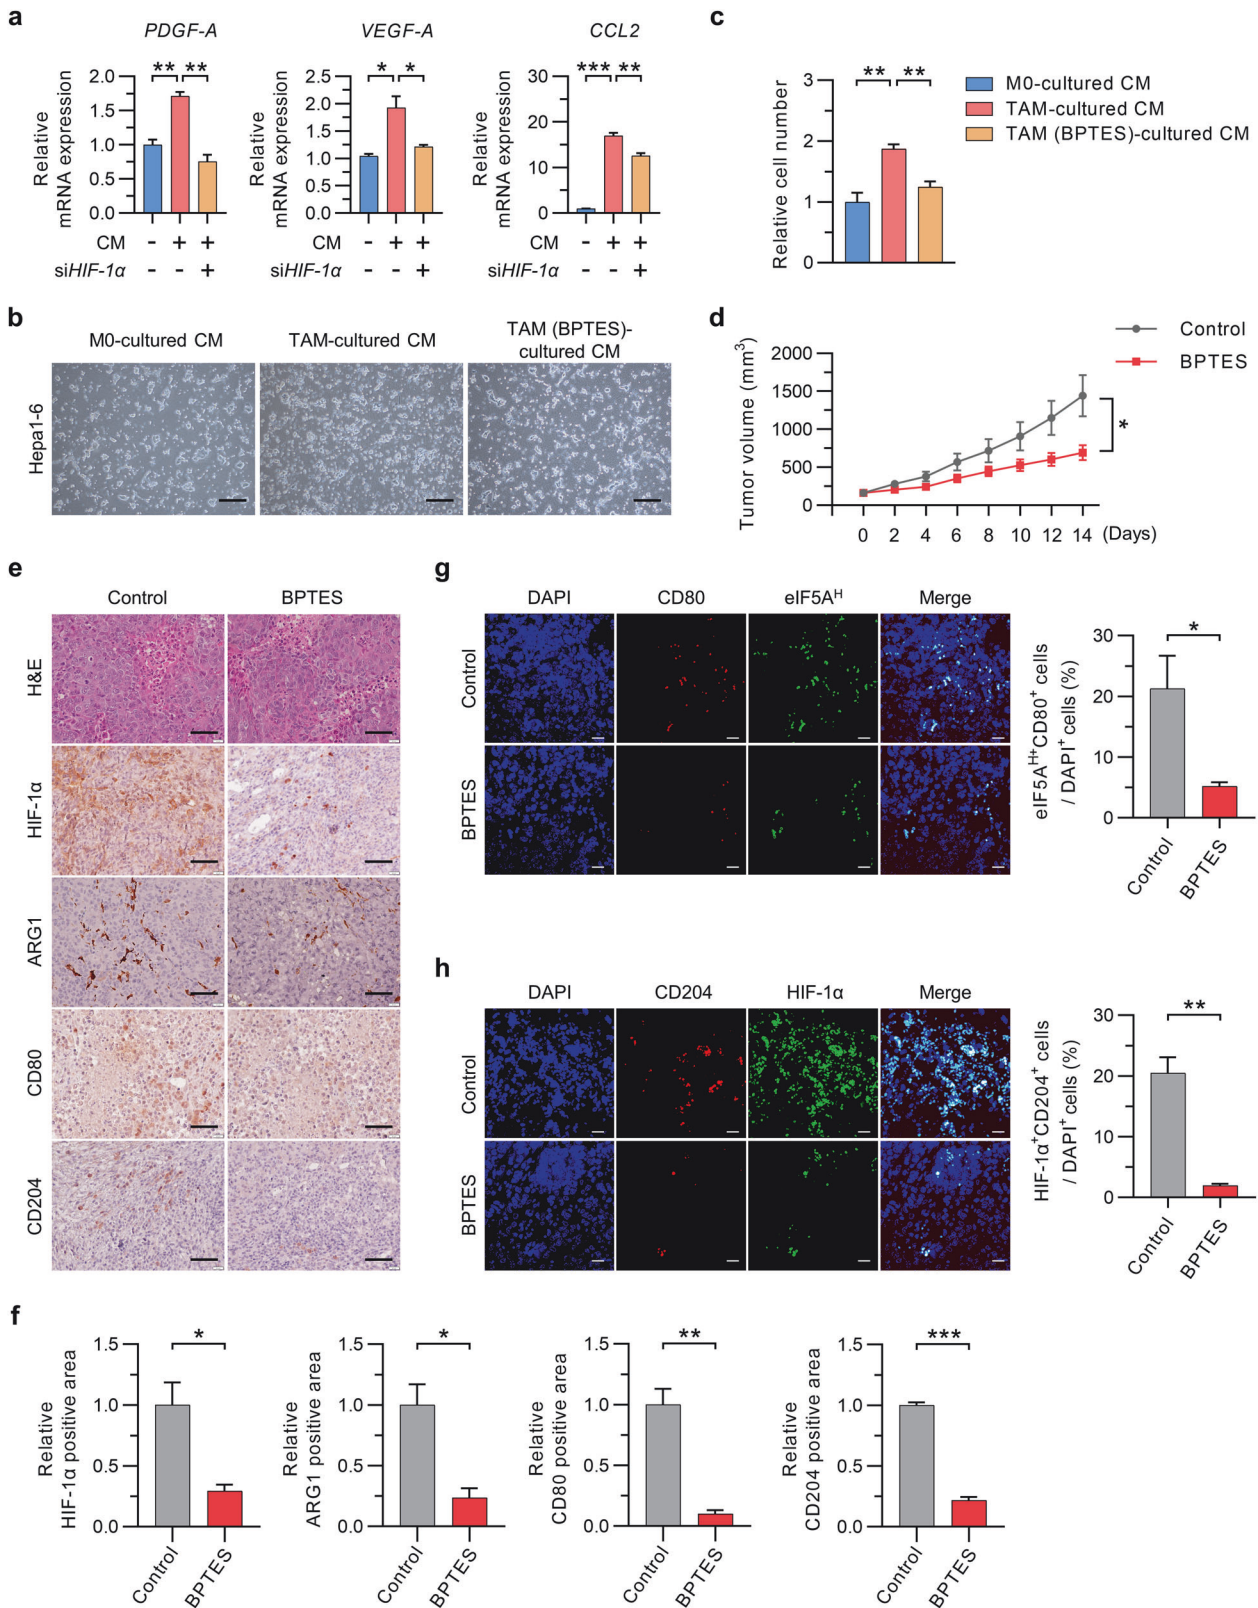 a
PDGF-A
Relative
mRNA expression
2.0
1.5
1.0
0.5
0.0
** **
CM - + +
siHIF-1α - - +
VEGF-A
Relative
mRNA expression
2.5
2.0
1.5
1.0
0.5
0.0
* *
- + +
- - +
CCL2
Relative
mRNA expression
30
20
10
0
*** **
- + +
- - +
c
Relative cell number
3
2
1
0
** **
M0-cultured CM
TAM-cultured CM
TAM (BPTES)-cultured CM
b
M0-cultured CM
TAM-cultured CM
TAM (BPTES)-
cultured CM
Hepa1-6
d
Control
BPTES
Tumor volume (mm³)
2000
1500
1000
500
0
*
0 2 4 6 8 10 12 14 (Days)
e
Control BPTES
H&E
HIF-1α
ARG1
CD80
CD204
g
DAPI CD80 eIF5Aᴴ Merge
Control
BPTES
eIF5Aᴴ⁺CD80⁺ cells
/ DAPI⁺ cells (%)
30
20
10
0
*
Control
BPTES
h
DAPI CD204 HIF-1α Merge
Control
BPTES
HIF-1α⁺CD204⁺ cells
/ DAPI⁺ cells (%)
30
20
10
0
**
Control
BPTES
f
Relative
HIF-1α positive area
1.5
1.0
0.5
0.0
*
Control
BPTES
Relative
ARG1 positive area
1.5
1.0
0.5
0.0
*
Control
BPTES
Relative
CD80 positive area
1.5
1.0
0.5
0.0
**
Control
BPTES
Relative
CD204 positive area
1.5
1.0
0.5
0.0
***
Control
BPTES